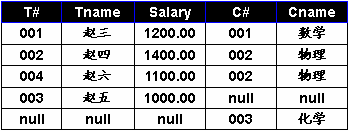 T# Tname Salary C# Cname
001 赵三 1200.00 001 数学
002 赵四 1400.00 002 物理
004 赵六 1100.00 002 物理
003 赵五 1000.00 null null
null null null 003 化学